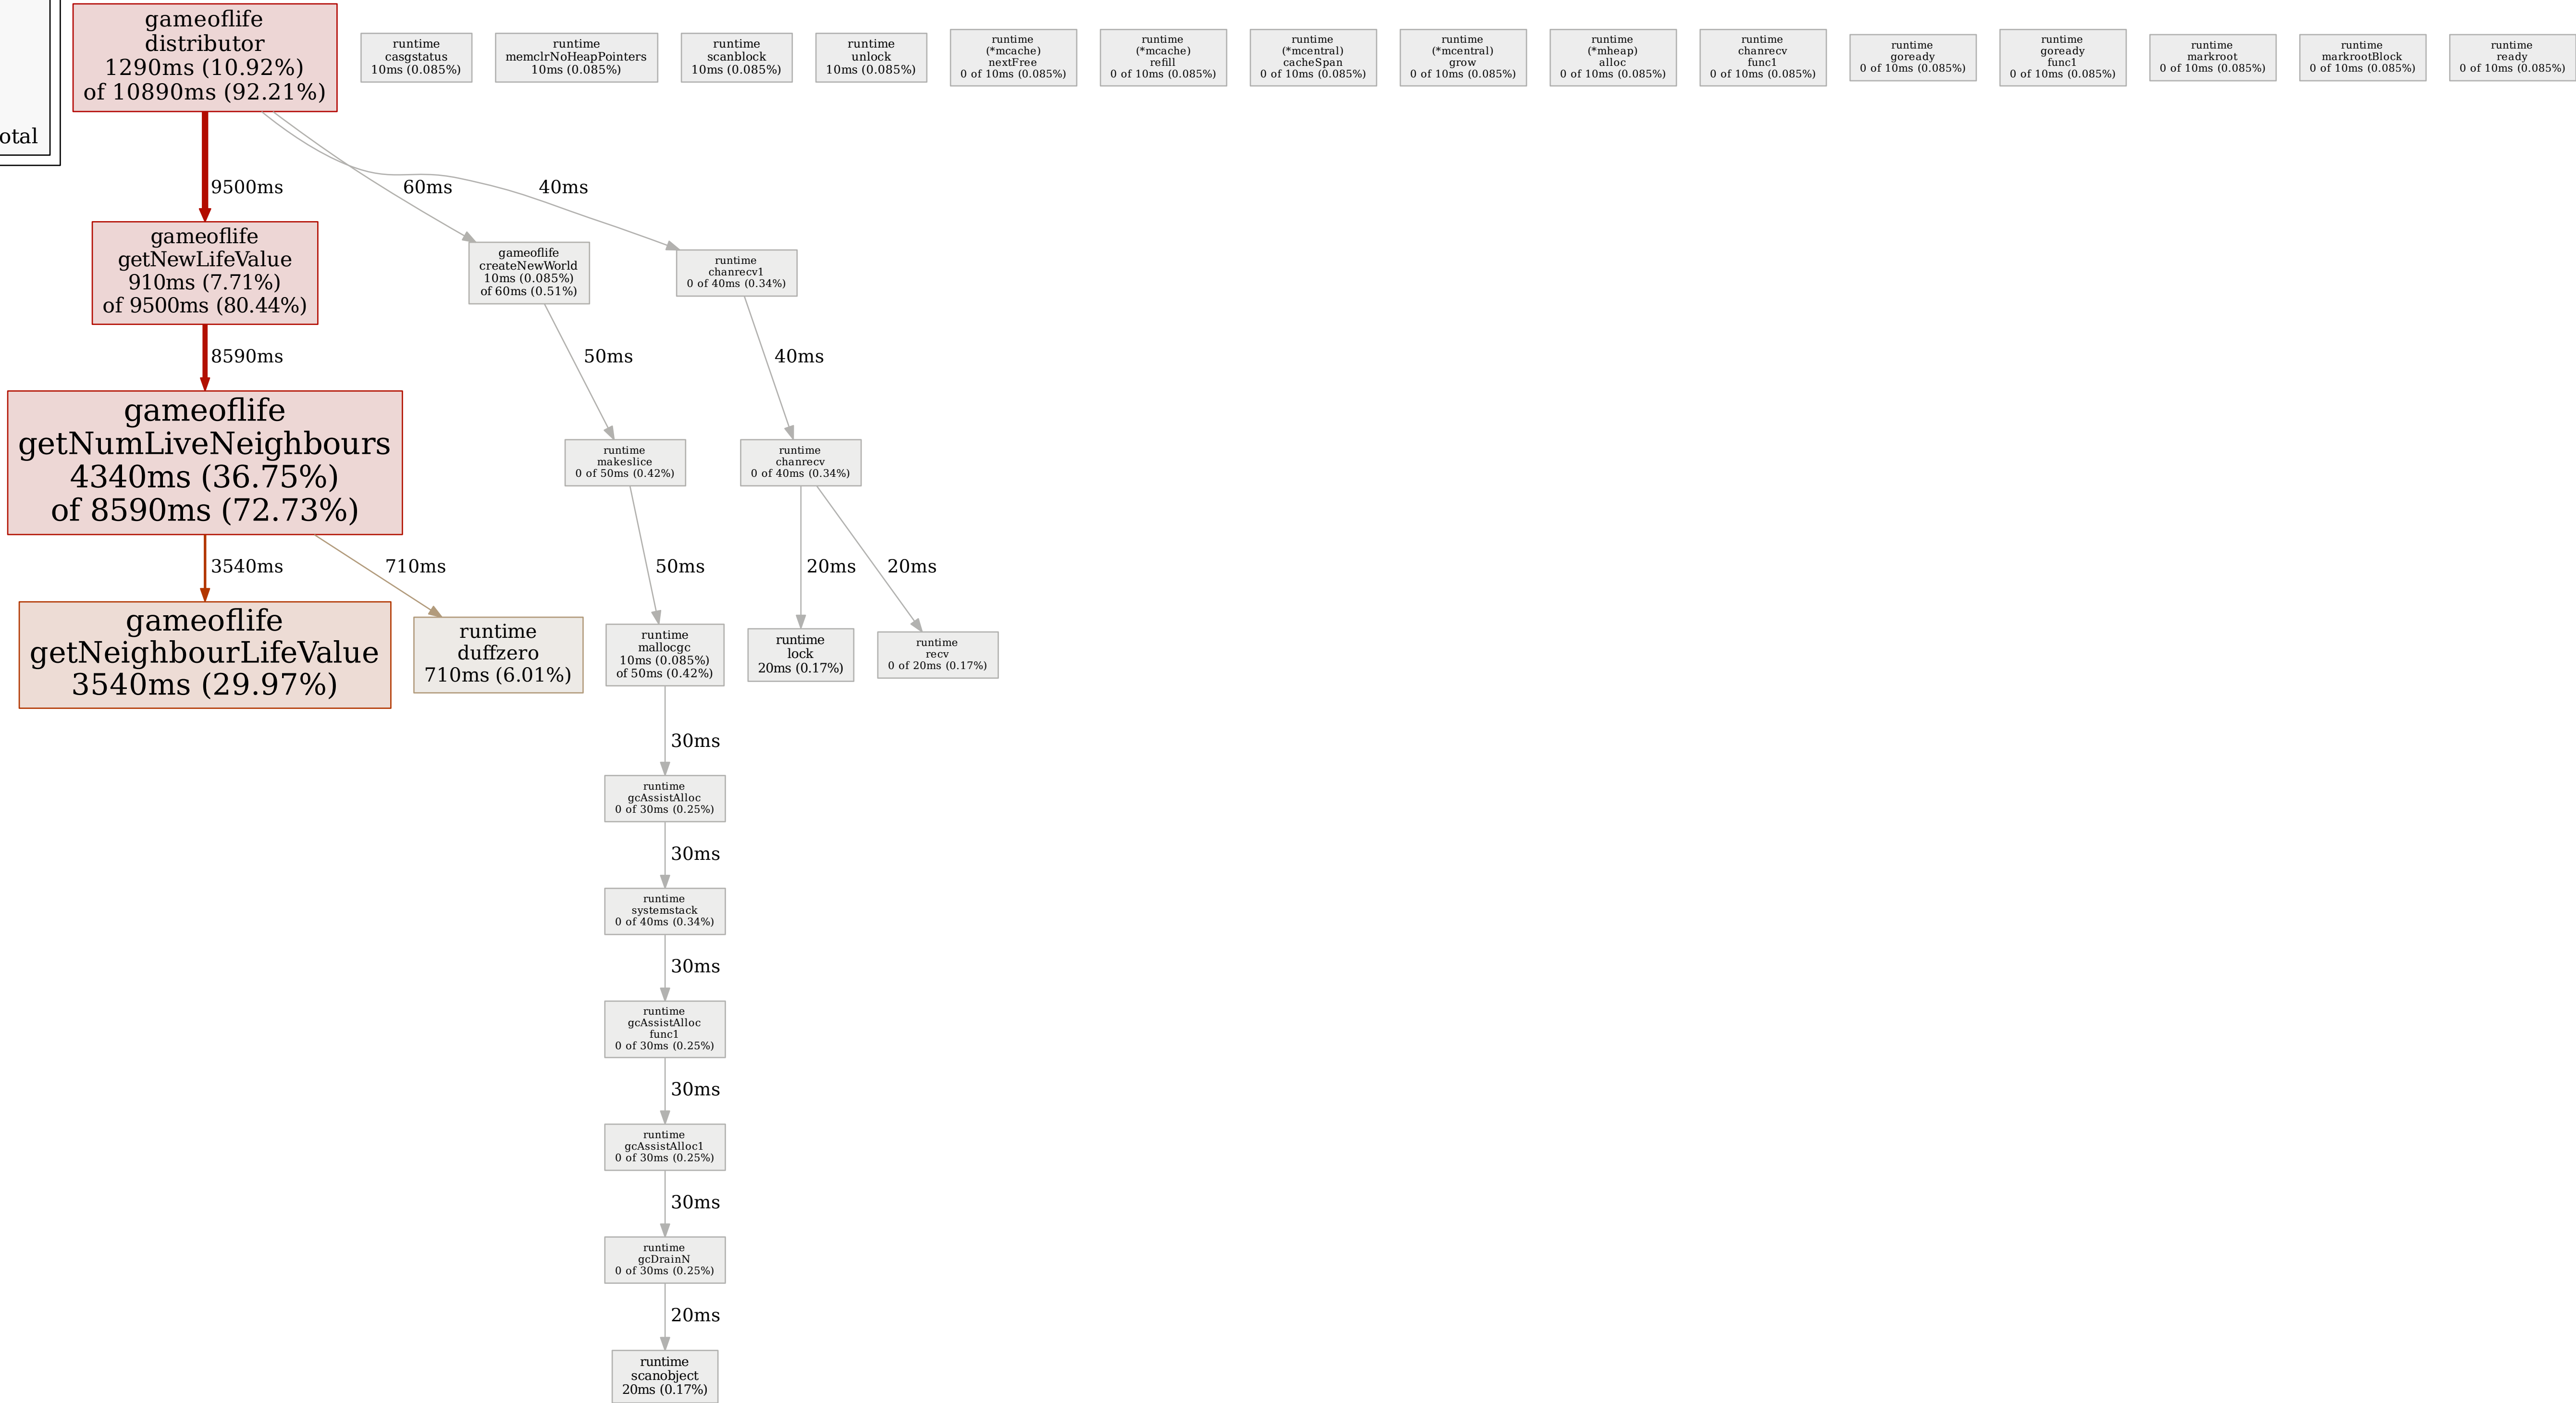 otal
gameoflife
distributor
1290ms (10.92%)
of 10890ms (92.21%)
runtime
casgstatus
10ms (0.085%)
runtime
memclrNoHeapPointers
10ms (0.085%)
runtime
scanblock
10ms (0.085%)
runtime
unlock
10ms (0.085%)
runtime
(*mcache)
nextFree
0 of 10ms (0.085%)
runtime
(*mcache)
refill
0 of 10ms (0.085%)
runtime
(*mcentral)
cacheSpan
0 of 10ms (0.085%)
runtime
(*mcentral)
grow
0 of 10ms (0.085%)
runtime
(*mheap)
alloc
0 of 10ms (0.085%)
runtime
chanrecv
func1
0 of 10ms (0.085%)
runtime
goready
0 of 10ms (0.085%)
runtime
goready
func1
0 of 10ms (0.085%)
runtime
markroot
0 of 10ms (0.085%)
runtime
markrootBlock
0 of 10ms (0.085%)
runtime
ready
0 of 10ms (0.085%)
9500ms
60ms
40ms
gameoflife
getNewLifeValue
910ms (7.71%)
of 9500ms (80.44%)
gameoflife
createNewWorld
10ms (0.085%)
of 60ms (0.51%)
runtime
chanrecv1
0 of 40ms (0.34%)
8590ms
50ms
40ms
gameoflife
getNumLiveNeighbours
4340ms (36.75%)
of 8590ms (72.73%)
runtime
makeslice
0 of 50ms (0.42%)
runtime
chanrecv
0 of 40ms (0.34%)
3540ms
710ms
50ms
20ms
20ms
gameoflife
getNeighbourLifeValue
3540ms (29.97%)
runtime
duffzero
710ms (6.01%)
runtime
mallocgc
10ms (0.085%)
of 50ms (0.42%)
runtime
lock
20ms (0.17%)
runtime
recv
0 of 20ms (0.17%)
30ms
runtime
gcAssistAlloc
0 of 30ms (0.25%)
30ms
runtime
systemstack
0 of 40ms (0.34%)
30ms
runtime
gcAssistAlloc
func1
0 of 30ms (0.25%)
30ms
runtime
gcAssistAlloc1
0 of 30ms (0.25%)
30ms
runtime
gcDrainN
0 of 30ms (0.25%)
20ms
runtime
scanobject
20ms (0.17%)